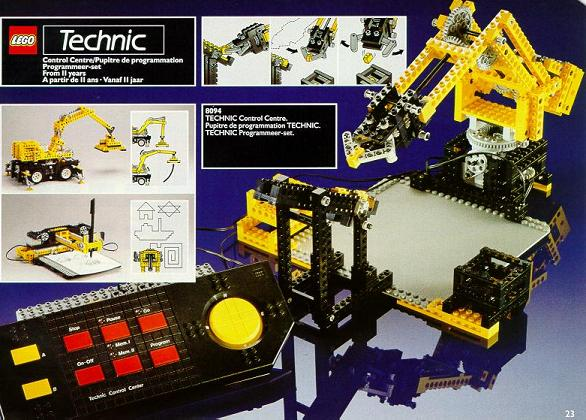 LEGO Technic
Control Centre/Pupitre de programmation
Programmeer-set
From 11 years
A partir de 11 ans · Vanaf 11 jaar
8094
TECHNIC Control Centre.
Pupitre de programmation TECHNIC.
TECHNIC Programmeer-set.
Stop
Pause
Go
On-Off
Mem. I
Mem. II
Program
A
B
Technic Control Center
23